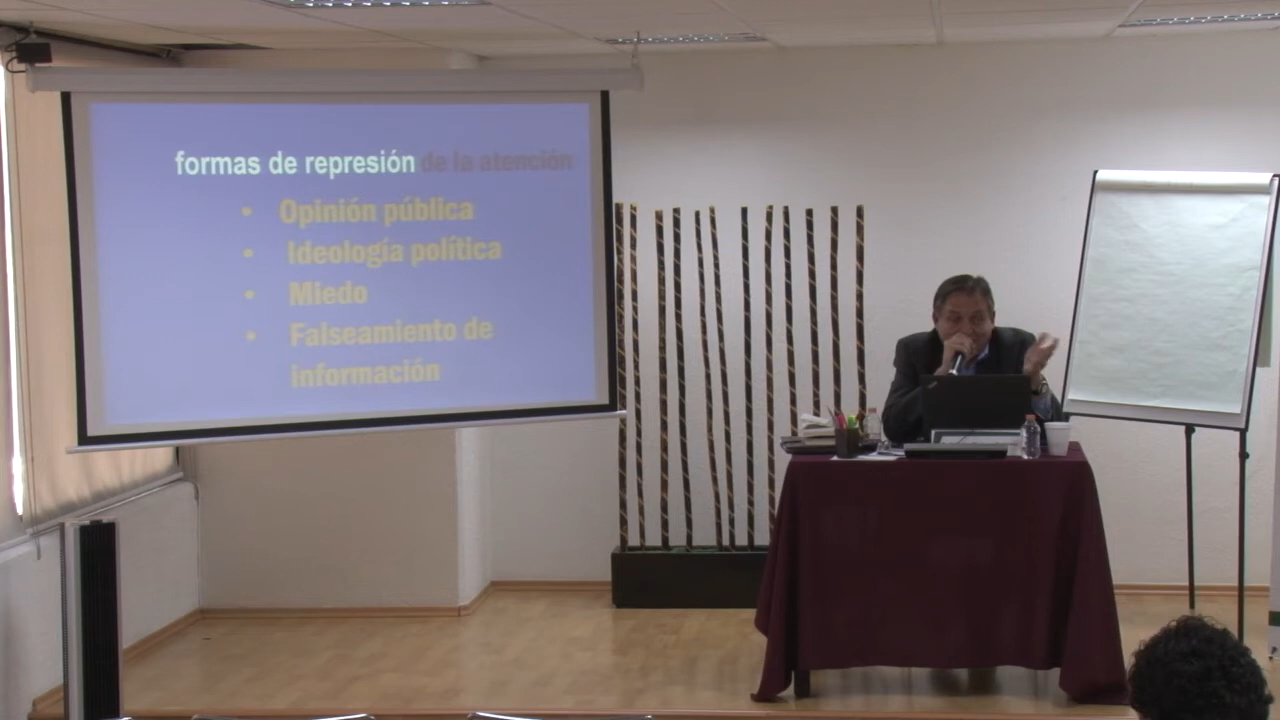 formas de represión de la atención
• Opinión pública
• Ideología política
• Miedo
• Falseamiento de
información